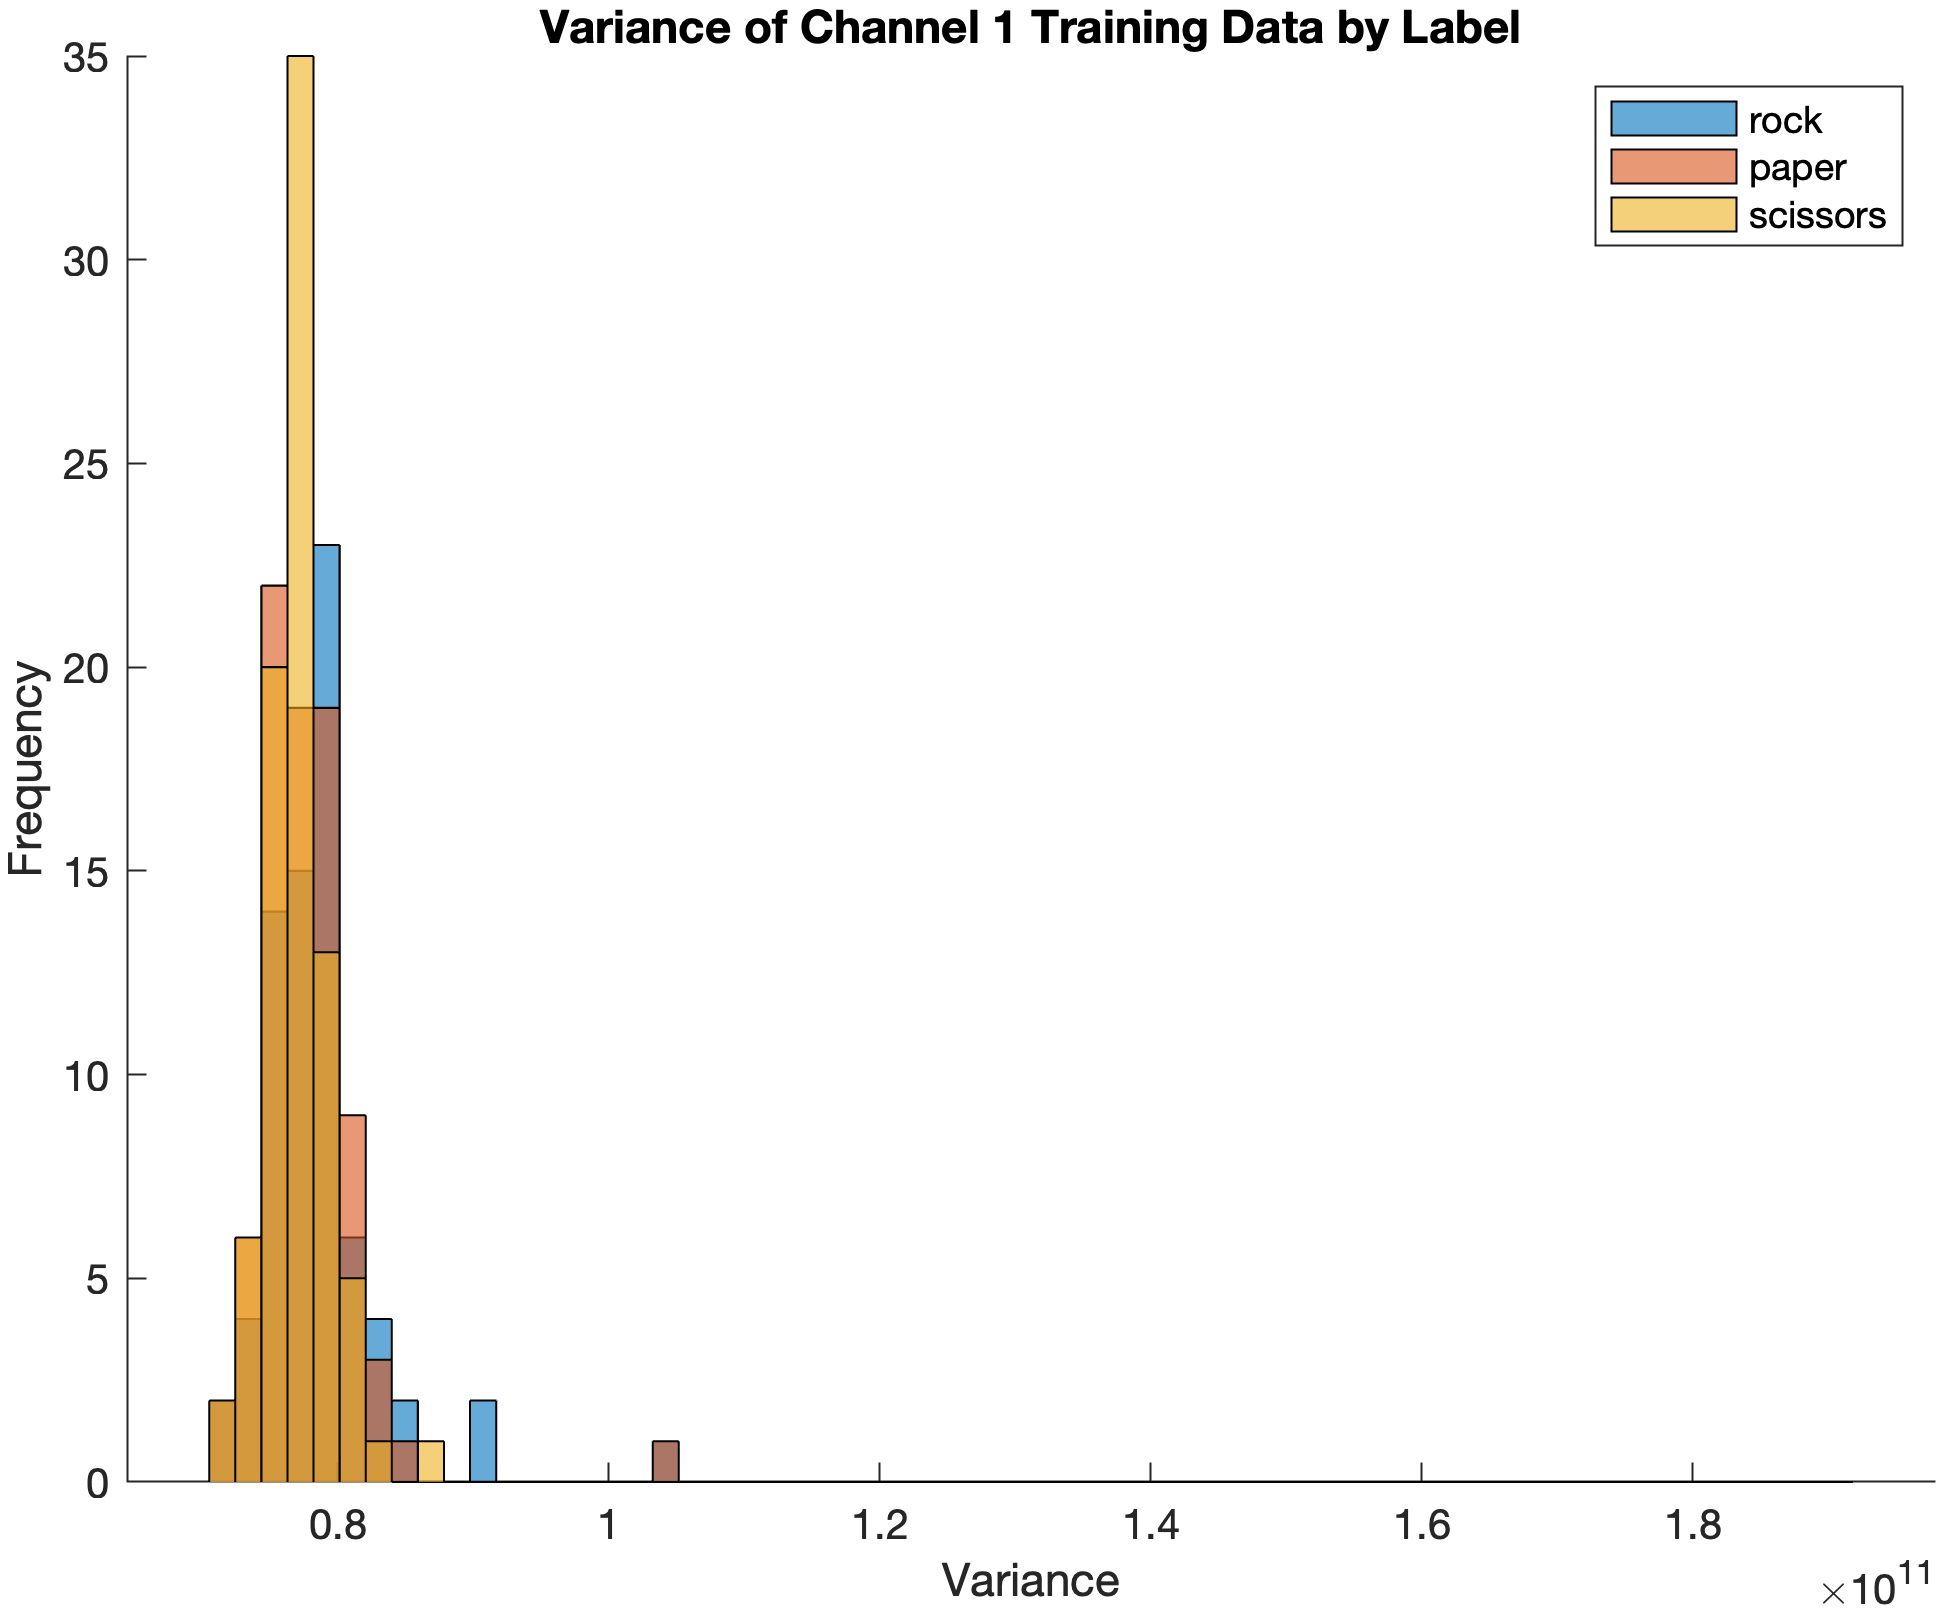 Variance of Channel 1 Training Data by Label
rock
paper
scissors
35
30
25
20
15
10
5
0
Frequency
0.8 1 1.2 1.4 1.6 1.8
Variance
×10¹¹